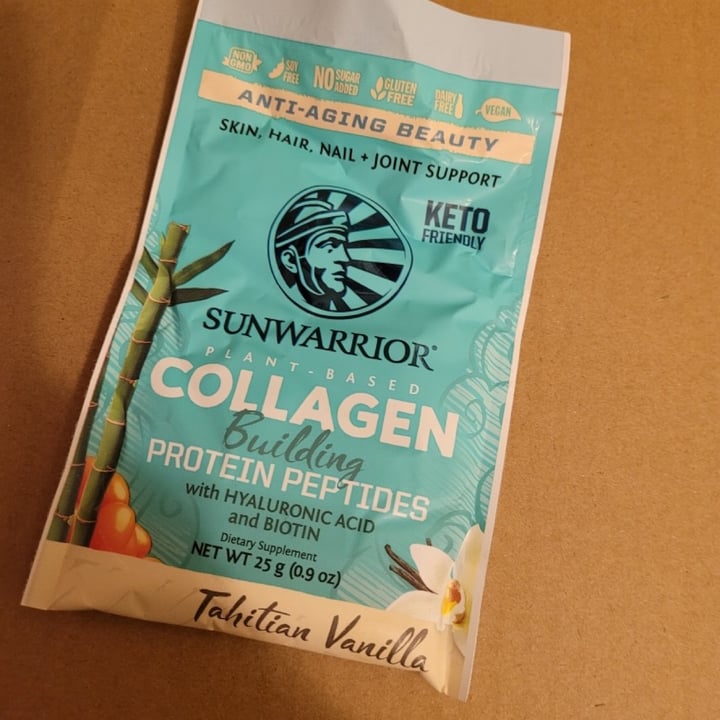 NON GMO
SOY FREE
NO SUGAR ADDED
GLUTEN FREE
DAIRY FREE
VEGAN
ANTI-AGING BEAUTY
SKIN, HAIR, NAIL + JOINT SUPPORT
KETO
FRIENDLY
SUNWARRIOR®
PLANT-BASED
COLLAGEN
Building
PROTEIN PEPTIDES
with HYALURONIC ACID
and BIOTIN
Dietary Supplement
NET WT 25 g (0.9 oz)
Tahitian Vanilla